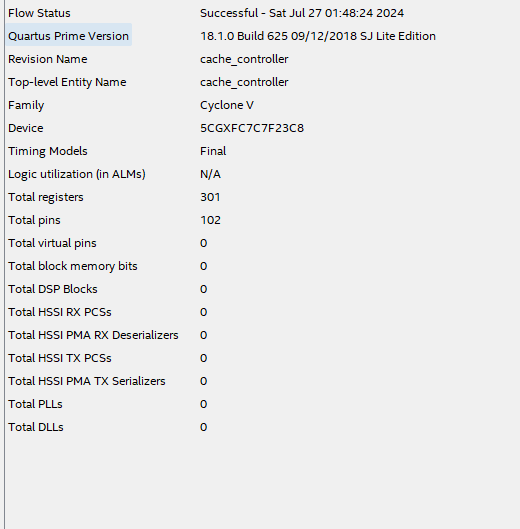 Flow Status Successful - Sat Jul 27 01:48:24 2024
Quartus Prime Version 18.1.0 Build 625 09/12/2018 SJ Lite Edition
Revision Name cache_controller
Top-level Entity Name cache_controller
Family Cyclone V
Device 5CGXFC7C7F23C8
Timing Models Final
Logic utilization (in ALMs) N/A
Total registers 301
Total pins 102
Total virtual pins 0
Total block memory bits 0
Total DSP Blocks 0
Total HSSI RX PCSs 0
Total HSSI PMA RX Deserializers 0
Total HSSI TX PCSs 0
Total HSSI PMA TX Serializers 0
Total PLLs 0
Total DLLs 0